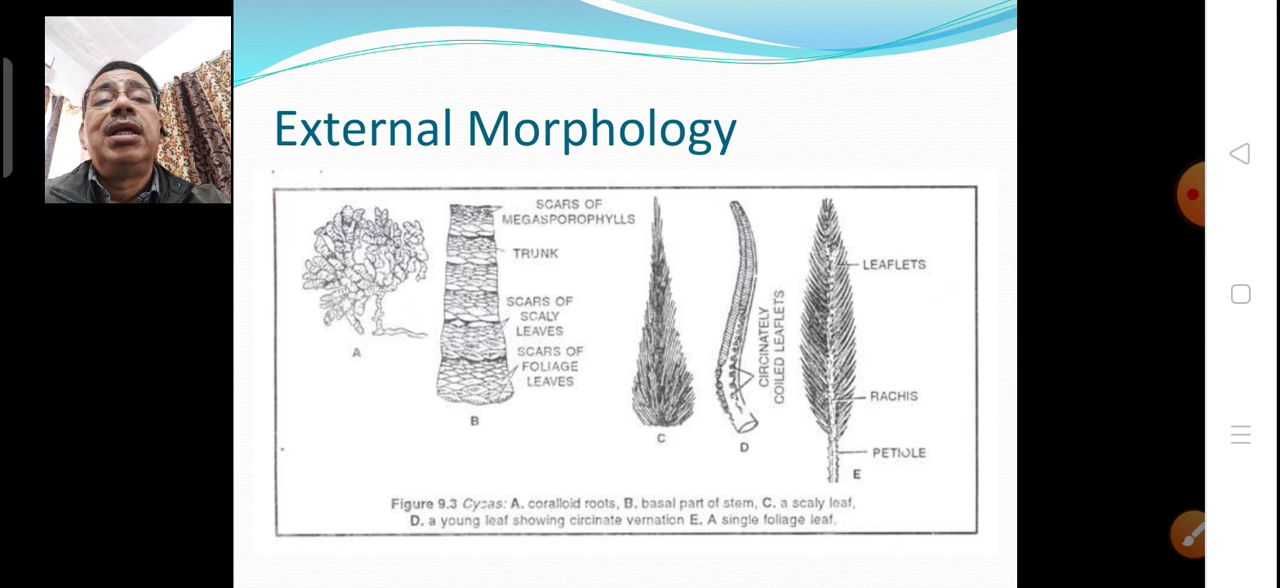 External Morphology
SCARS OF
MEGASPOROPHYLLS
TRUNK
SCARS OF
SCALY
LEAVES
SCARS OF
FOLIAGE
LEAVES
CIRCINATELY
COILED LEAFLETS
LEAFLETS
RACHIS
PETIOLE
A
B
C
D
E
Figure 9.3 Cycas: A. coralloid roots, B. basal part of stem, C. a scaly leaf,
D. a young leaf showing circinate vernation E. A single foliage leaf.